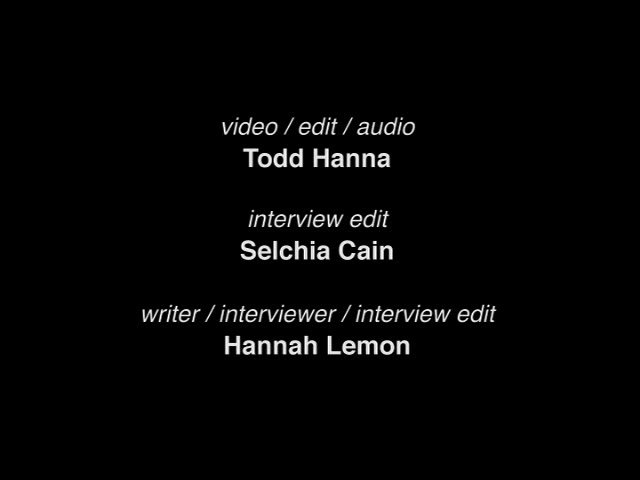 video / edit / audio
Todd Hanna
interview edit
Selchia Cain
writer / interviewer / interview edit
Hannah Lemon